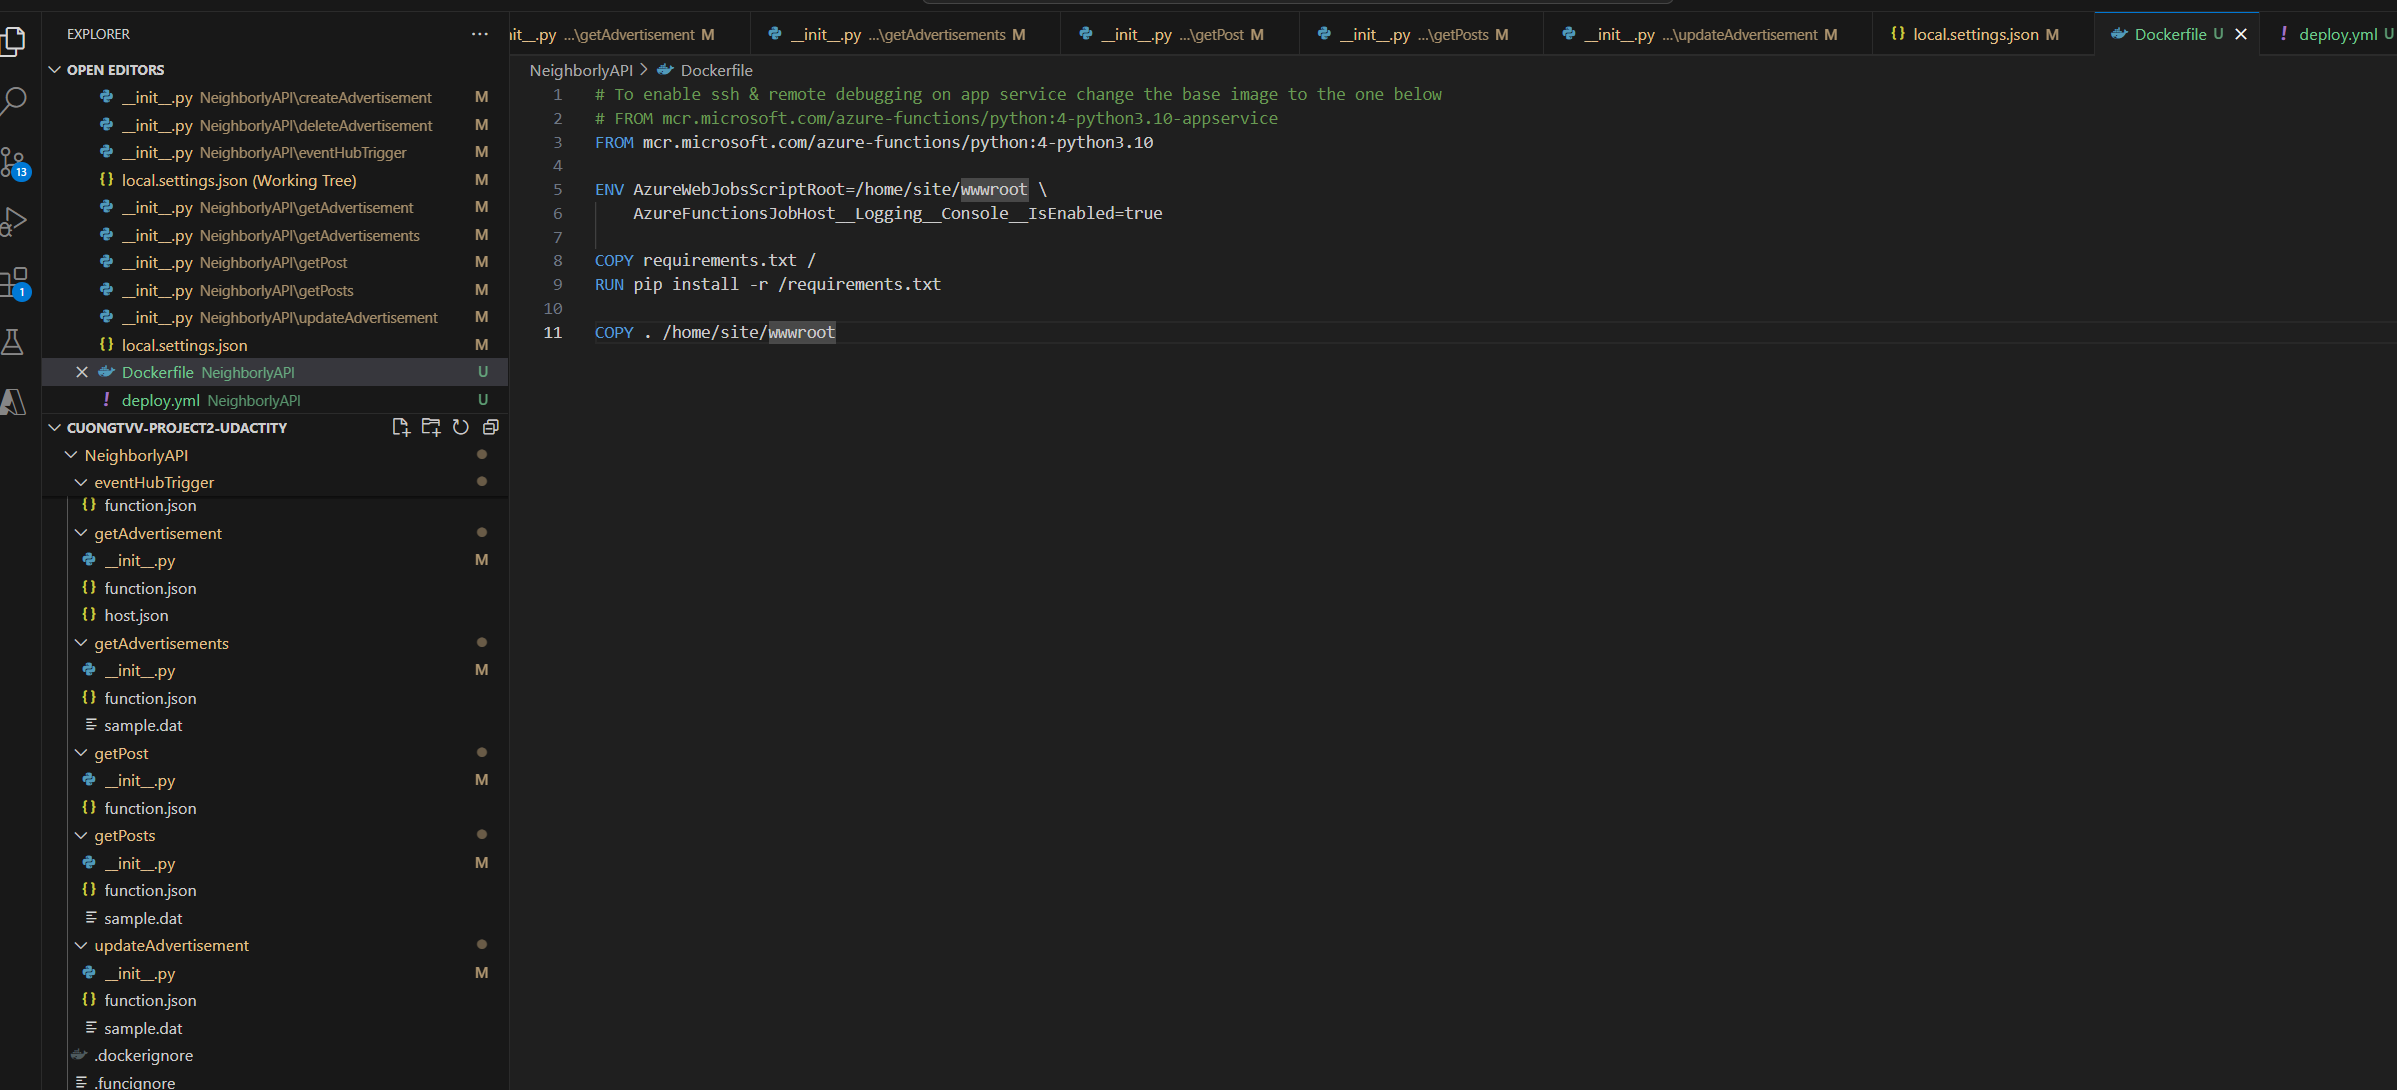 EXPLORER
OPEN EDITORS
__init__.py NeighborlyAPI\createAdvertisement M
__init__.py NeighborlyAPI\deleteAdvertisement M
__init__.py NeighborlyAPI\eventHubTrigger M
{} local.settings.json (Working Tree) M
__init__.py NeighborlyAPI\getAdvertisement M
__init__.py NeighborlyAPI\getAdvertisements M
__init__.py NeighborlyAPI\getPost M
__init__.py NeighborlyAPI\getPosts M
__init__.py NeighborlyAPI\updateAdvertisement M
{} local.settings.json M
Dockerfile NeighborlyAPI U
! deploy.yml NeighborlyAPI U
13
1
CUONGTVV-PROJECT2-UDACTITY
NeighborlyAPI
eventHubTrigger
{} function.json
getAdvertisement
__init__.py M
{} function.json
{} host.json
getAdvertisements
__init__.py M
{} function.json
sample.dat
getPost
__init__.py M
{} function.json
getPosts
__init__.py M
{} function.json
sample.dat
updateAdvertisement
__init__.py M
{} function.json
sample.dat
.dockerignore
.funcignore
nit__.py ...\getAdvertisement M
__init__.py ...\getAdvertisements M
__init__.py ...\getPost M
__init__.py ...\getPosts M
__init__.py ...\updateAdvertisement M
{} local.settings.json M
Dockerfile U
! deploy.yml U
NeighborlyAPI > Dockerfile
1 # To enable ssh & remote debugging on app service change the base image to the one below
2 # FROM mcr.microsoft.com/azure-functions/python:4-python3.10-appservice
3 FROM mcr.microsoft.com/azure-functions/python:4-python3.10
4
5 ENV AzureWebJobsScriptRoot=/home/site/wwwroot \
6 AzureFunctionsJobHost__Logging__Console__IsEnabled=true
7
8 COPY requirements.txt /
9 RUN pip install -r /requirements.txt
10
11 COPY . /home/site/wwwroot